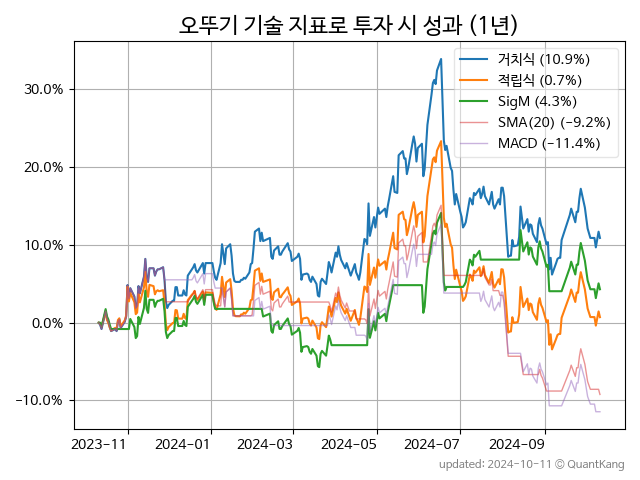 오뚜기 기술 지표로 투자 시 성과 (1년)
거치식 (10.9%)
적립식 (0.7%)
SigM (4.3%)
SMA(20) (−9.2%)
MACD (−11.4%)
30.0%
20.0%
10.0%
0.0%
−10.0%
2023-11
2024-01
2024-03
2024-05
2024-07
2024-09
updated: 2024-10-11 © QuantKang